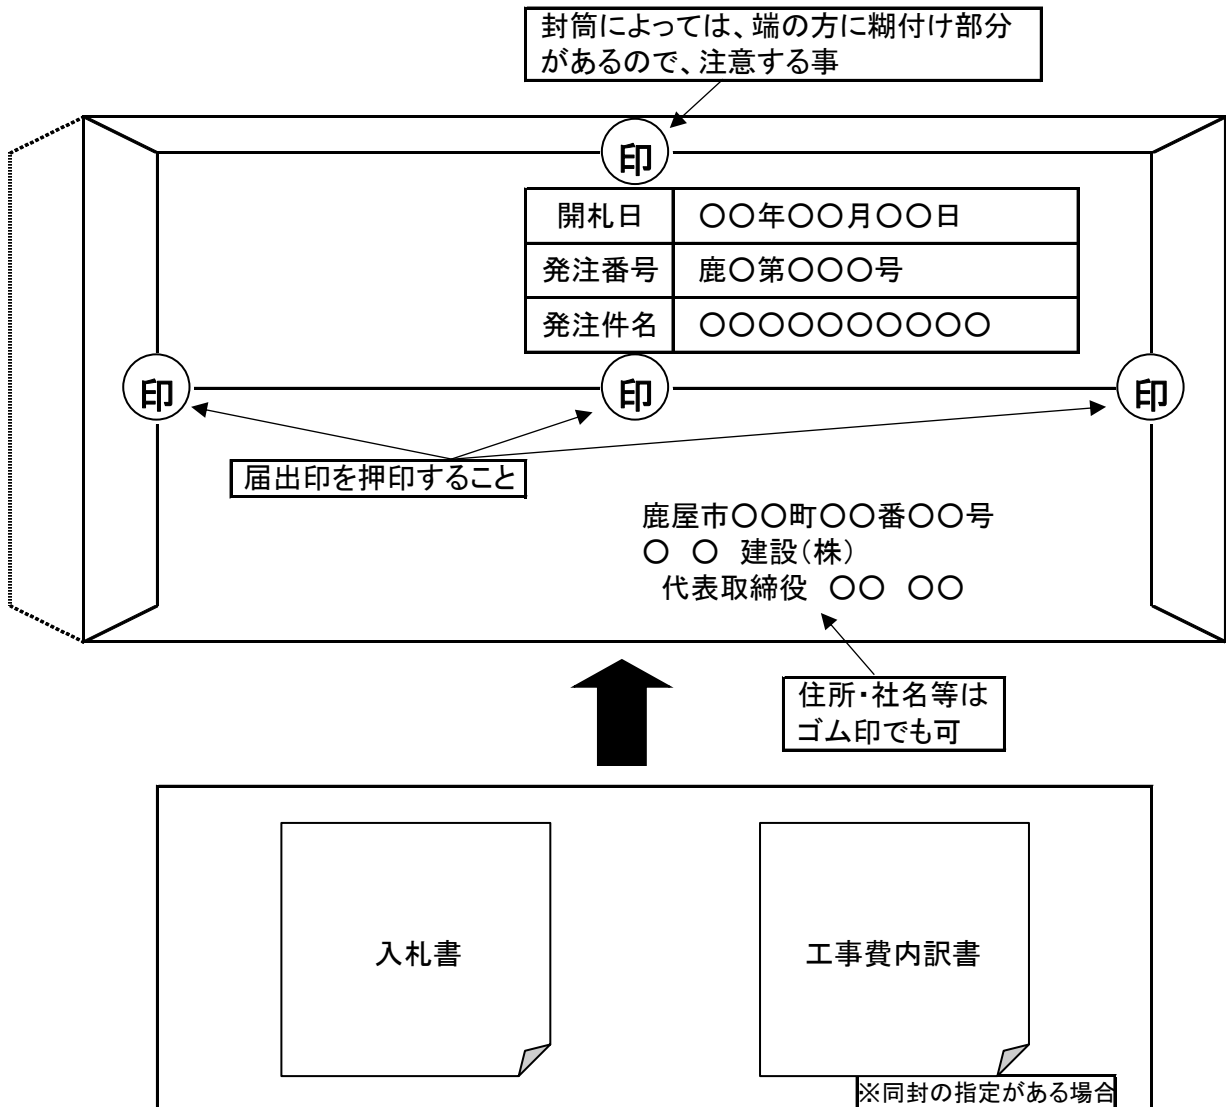 封筒によっては、端の方に糊付け部分
があるので、注意する事
印
開札日 〇〇年〇〇月〇〇日
発注番号 鹿〇第〇〇〇号
発注件名 〇〇〇〇〇〇〇〇〇〇
印 印 印
届出印を押印すること
鹿屋市〇〇町〇〇番〇〇号
〇 〇 建設(株)
代表取締役 〇〇 〇〇
住所・社名等は
ゴム印でも可
入札書 工事費内訳書
※同封の指定がある場合